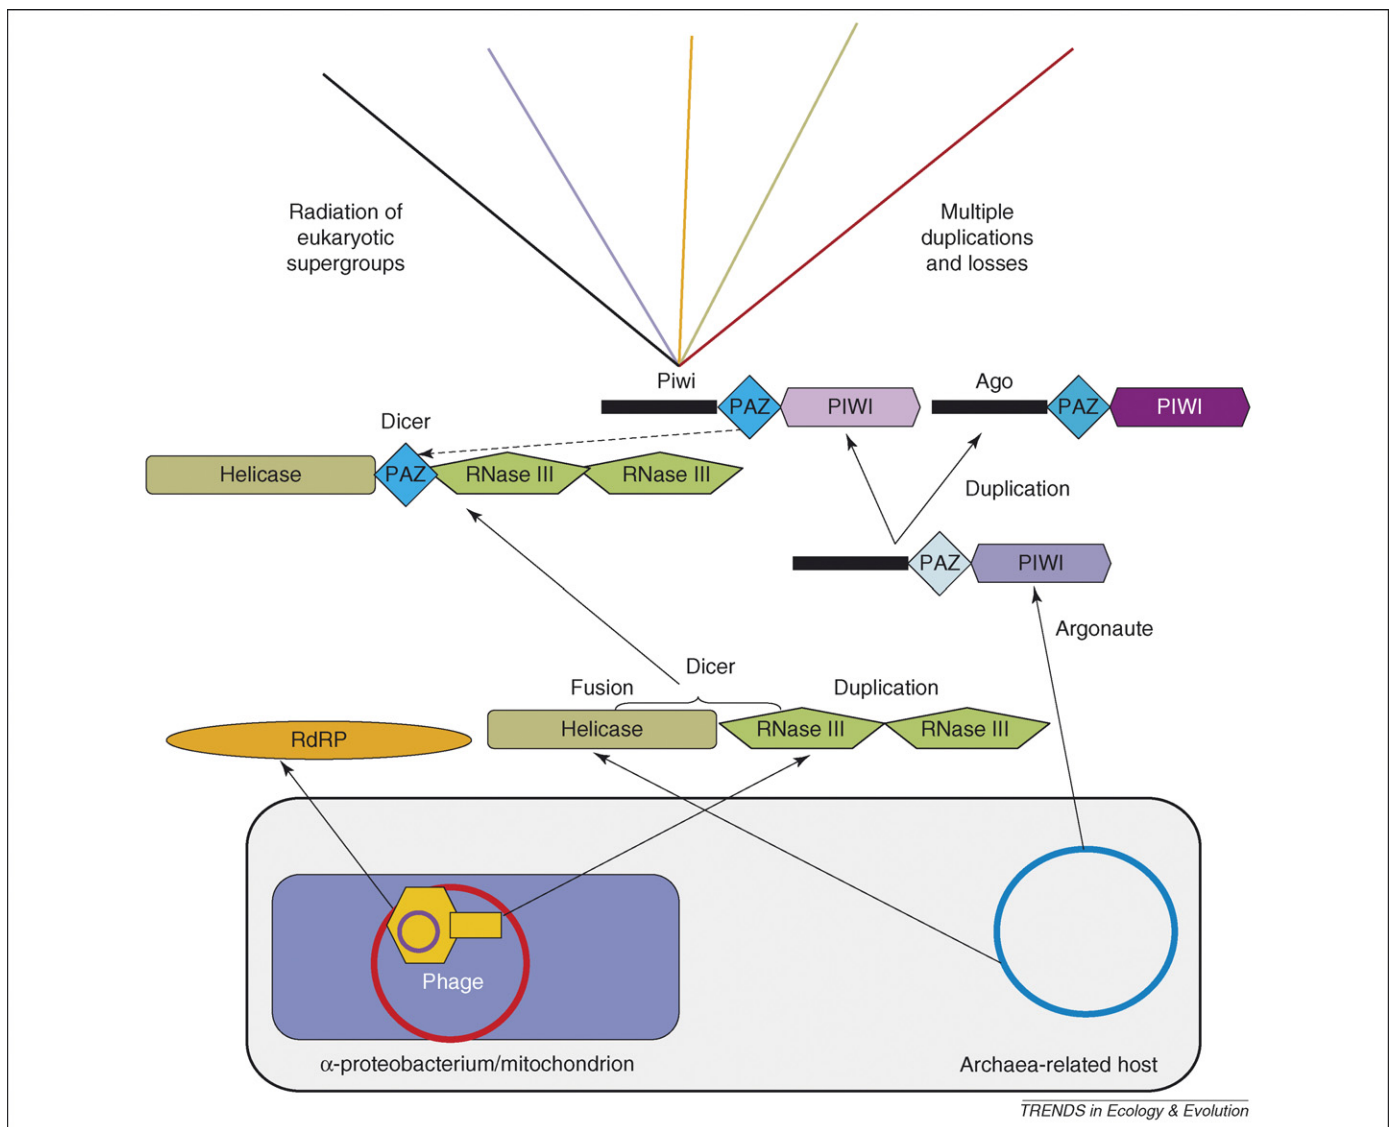 Radiation of
eukaryotic
supergroups
Multiple
duplications
and losses
Piwi
PAZ
PIWI
Ago
PAZ
PIWI
Dicer
Helicase
PAZ
RNase III
RNase III
Duplication
PAZ
PIWI
Argonaute
Dicer
Fusion
Duplication
RdRP
Helicase
RNase III
RNase III
Phage
α-proteobacterium/mitochondrion
Archaea-related host
TRENDS in Ecology & Evolution